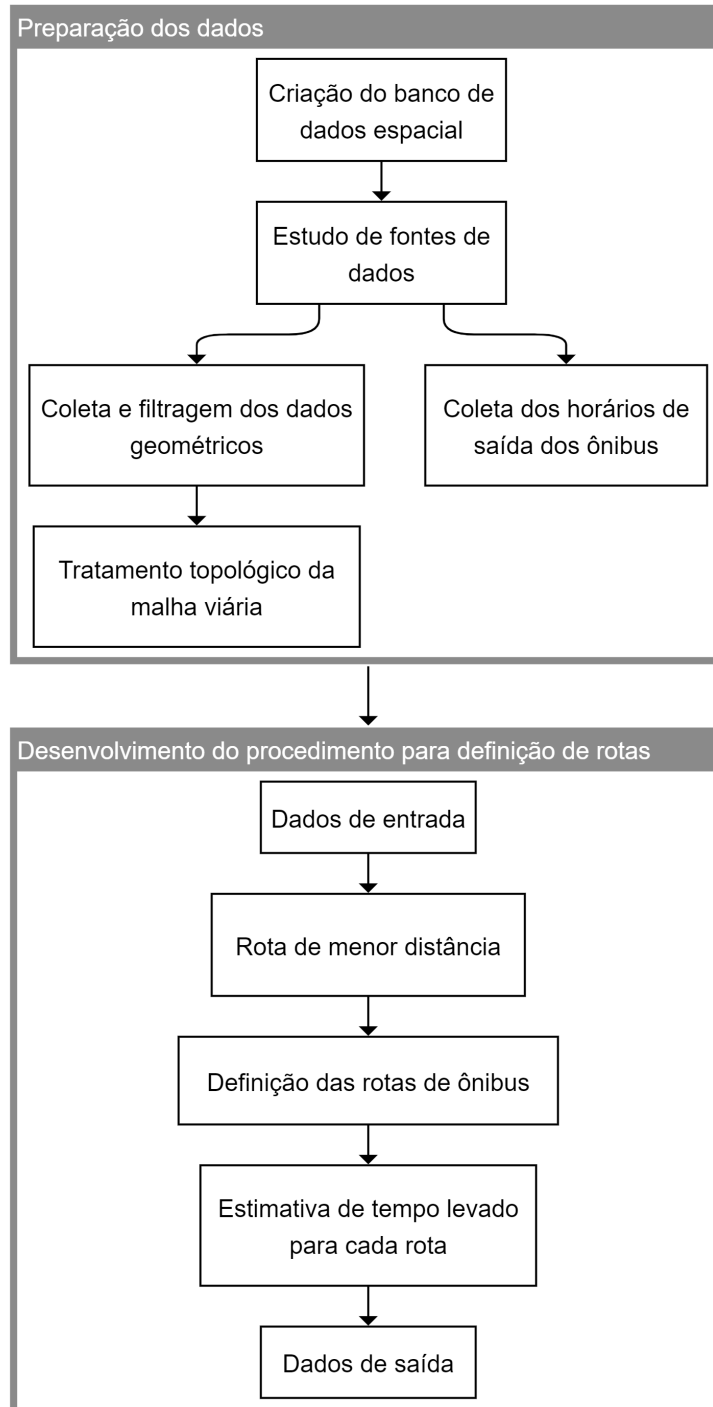 Preparação dos dados
Criação do banco de
dados espacial
Estudo de fontes de
dados
Coleta e filtragem dos dados
geométricos
Coleta dos horários de
saída dos ônibus
Tratamento topológico da
malha viária
Desenvolvimento do procedimento para definição de rotas
Dados de entrada
Rota de menor distância
Definição das rotas de ônibus
Estimativa de tempo levado
para cada rota
Dados de saída